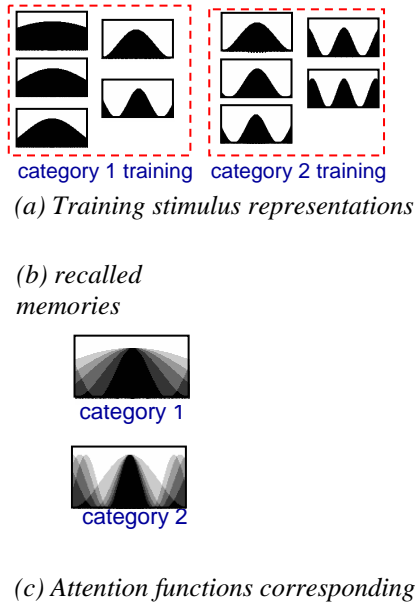 category 1 training category 2 training
(a) Training stimulus representations
(b) recalled
memories
category 1
category 2
(c) Attention functions corresponding